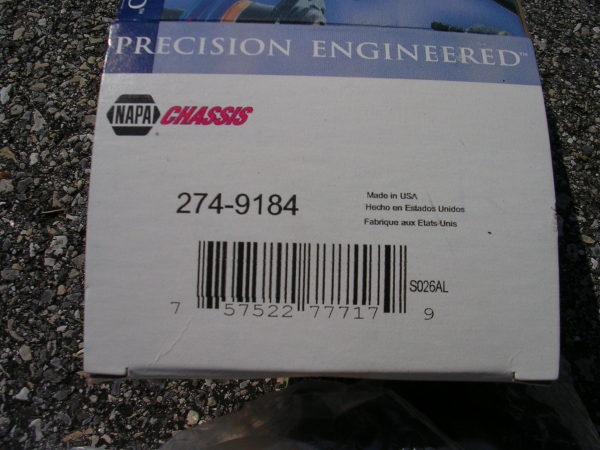 PRECISION ENGINEERED™
NAPA CHASSIS
274-9184
Made in USA
Hecho en Estados Unidos
Fabrique aux Etats-Unis
S026AL
7 57522 77717 9